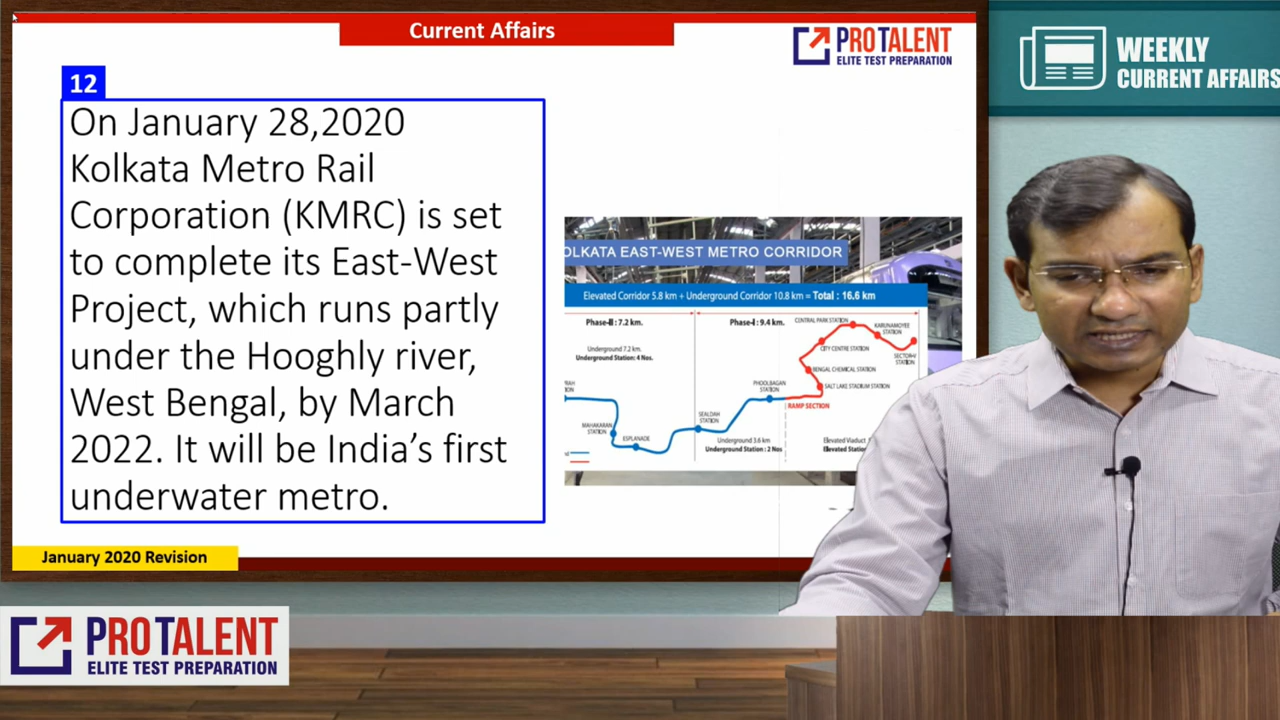 Current Affairs
PROTALENT
ELITE TEST PREPARATION
WEEKLY
CURRENT AFFAIRS
12
On January 28,2020
Kolkata Metro Rail
Corporation (KMRC) is set
to complete its East-West
Project, which runs partly
under the Hooghly river,
West Bengal, by March
2022. It will be India’s first
underwater metro.
OLKATA EAST-WEST METRO CORRIDOR
Elevated Corridor 5.8 km + Underground Corridor 10.8 km = Total : 16.6 km
Phase-II : 7.2 km.
Phase-I : 9.4 km.
Underground 7.2 km.
Underground Station: 4 Nos.
CENTRAL PARK STATION
KARUNAMOYEE
STATION
CITY CENTRE STATION
SECTOR-V
STATION
BENGAL CHEMICAL STATION
SALT LAKE STADIUM STATION
PHOOLBAGAN
STATION
RAMP SECTION
SEALDAH
STATION
MAHAKARAN
STATION
ESPLANADE
Underground 3.6 km
Underground Station : 2 Nos
Elevated Viaduct
Elevated Station
January 2020 Revision
PROTALENT
ELITE TEST PREPARATION